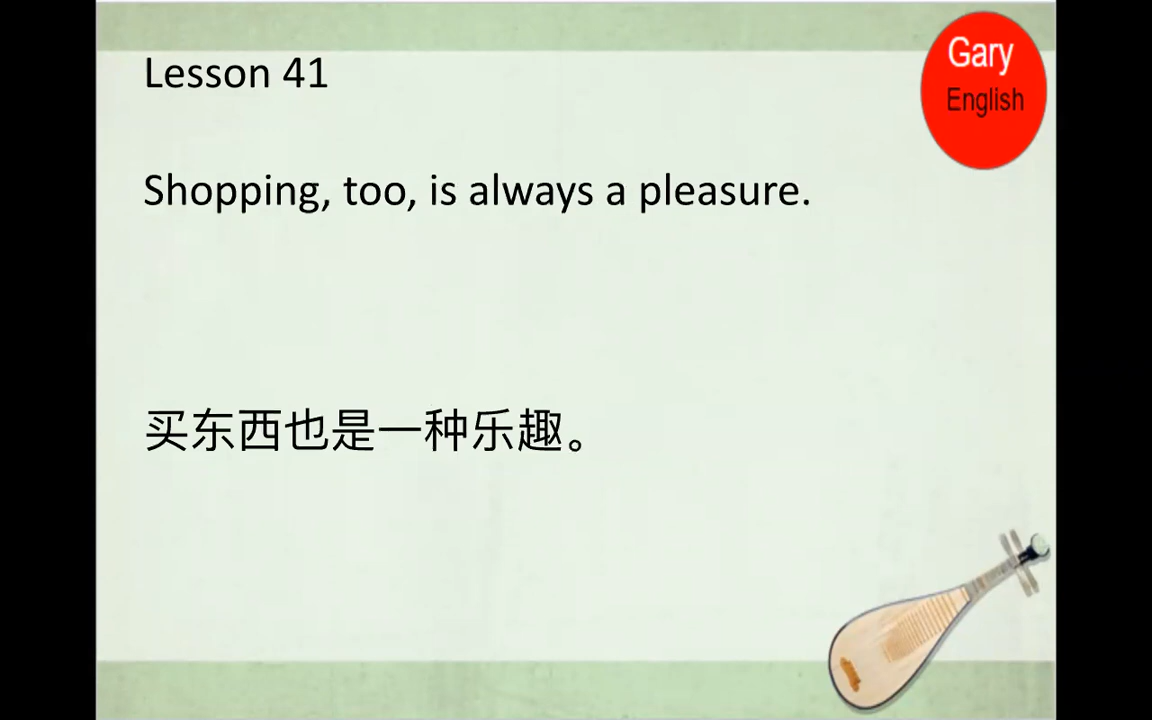 Lesson 41
Gary
English
Shopping, too, is always a pleasure.
买东西也是一种乐趣。